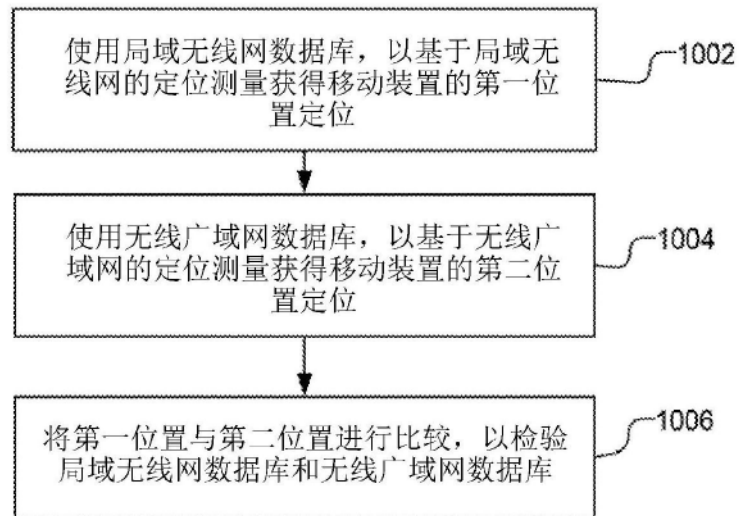 使用局域无线网数据库，以基于局域无
线网的定位测量获得移动装置的第一位
置定位
1002
使用无线广域网数据库，以基于无线广
域网的定位测量获得移动装置的第二位
置定位
1004
将第一位置与第二位置进行比较，以检验
局域无线网数据库和无线广域网数据库
1006